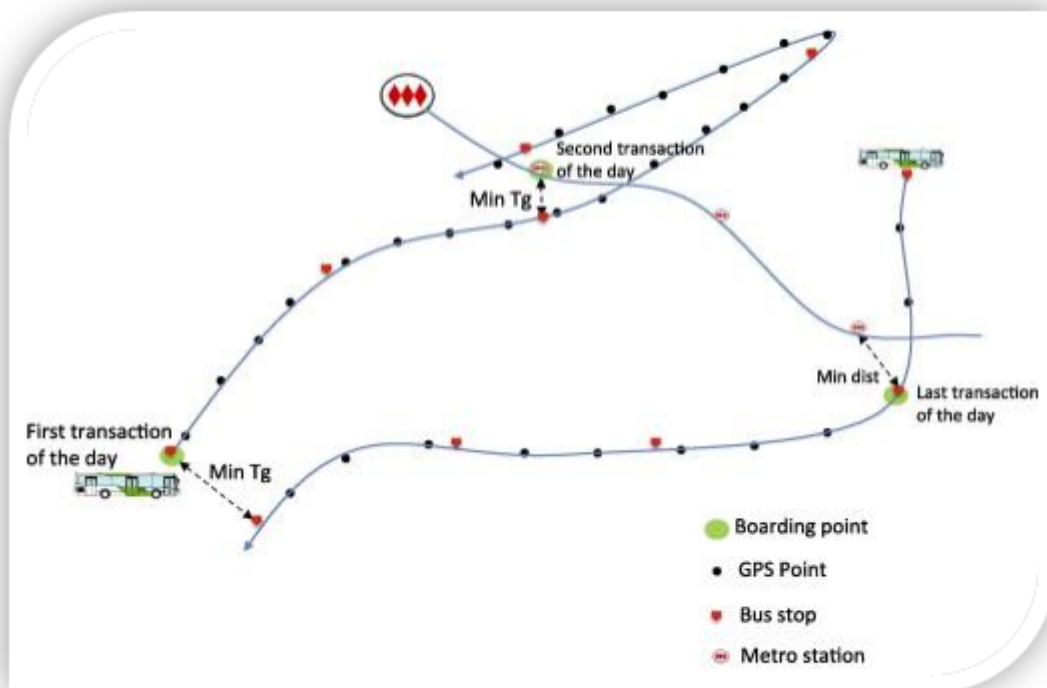 Second transaction
of the day
Min Tg
Min dist
Last transaction
of the day
First transaction
of the day
Min Tg
Boarding point
GPS Point
Bus stop
Metro station